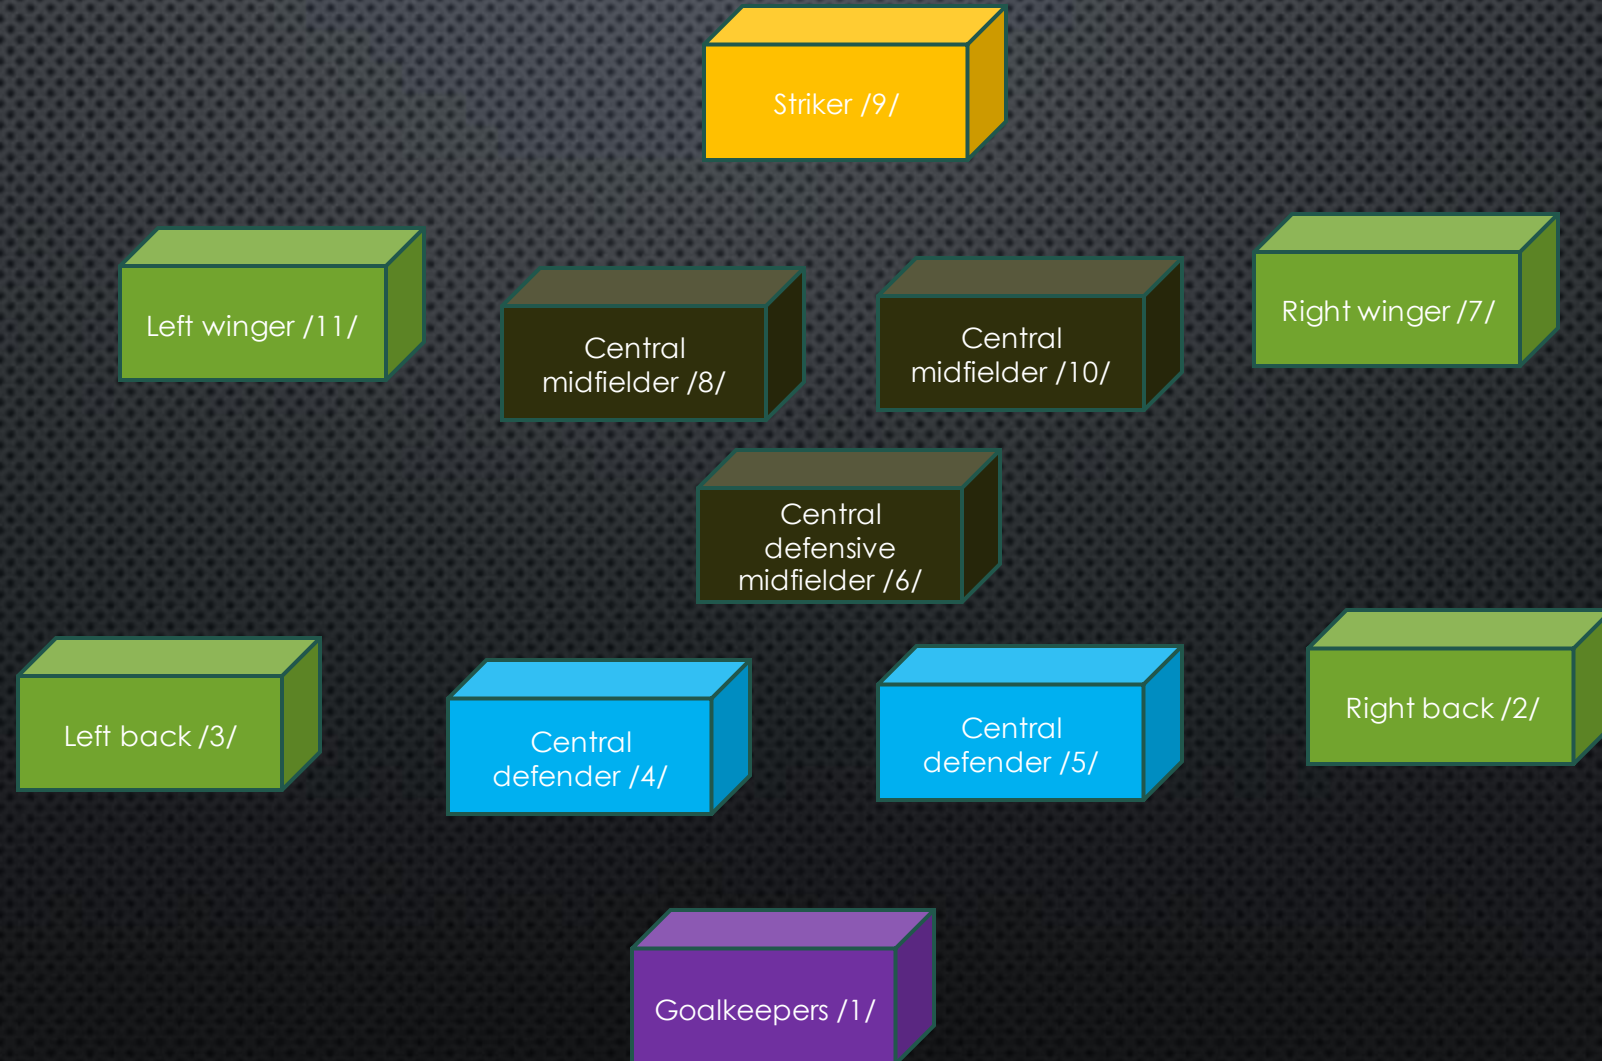 Striker /9/
Left winger /11/
Central
midfielder /8/
Central
midfielder /10/
Right winger /7/
Central
defensive
midfielder /6/
Left back /3/
Central
defender /4/
Central
defender /5/
Right back /2/
Goalkeepers /1/